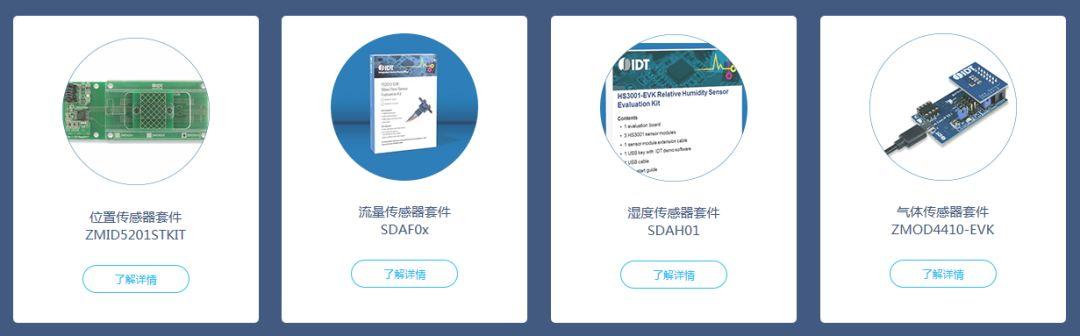 IDT
IDT
HS3001-EVK Relative Humidity Sensor
Evaluation Kit
Contents
1 evaluation board
3 HS3001 sensor modules
1 sensor module extension cable
1 USB key with IDT demo software
USB cable
start guide
IDT
位置传感器套件
ZMID5201STKIT
流量传感器套件
SDAF0x
湿度传感器套件
SDAH01
气体传感器套件
ZMOD4410-EVK
了解详情
了解详情
了解详情
了解详情